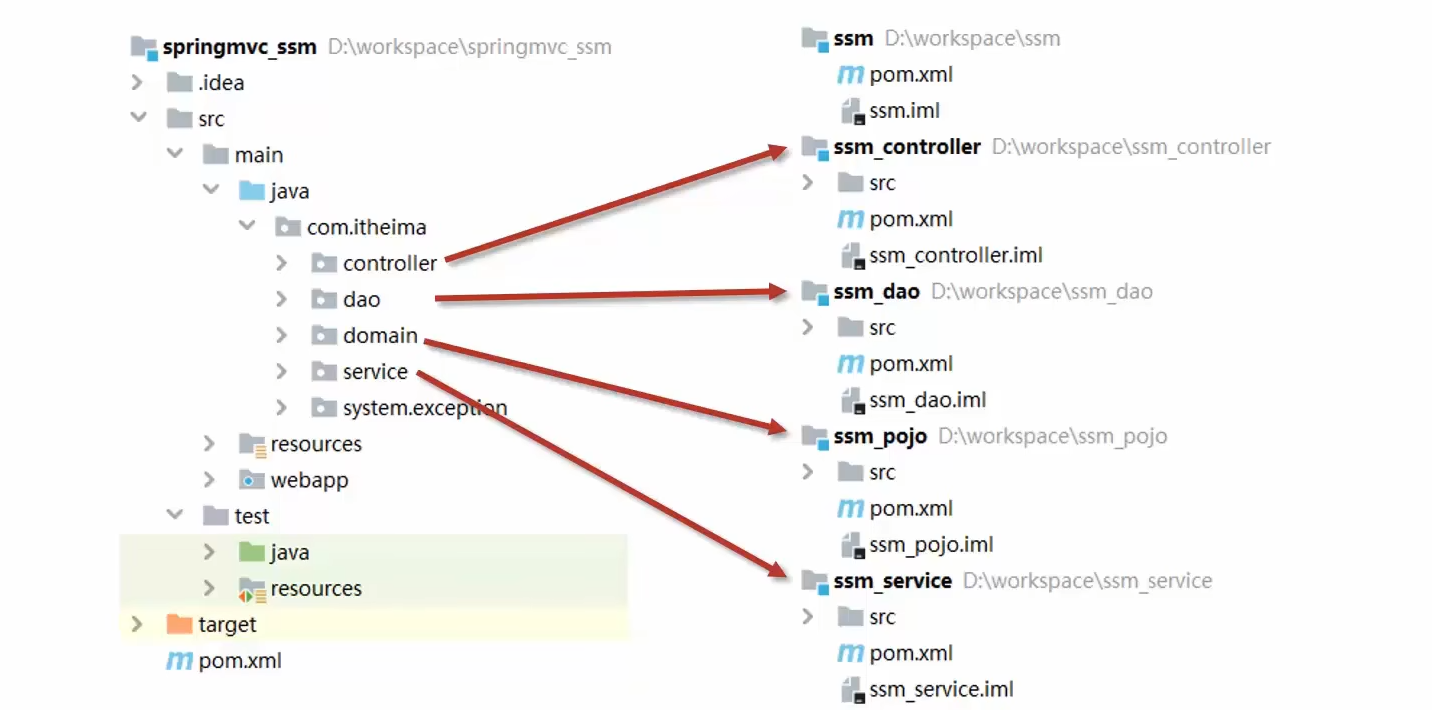 springmvc_ssm D:\workspace\springmvc_ssm
.idea
src
main
java
com.itheima
controller
dao
domain
service
system.exception
resources
webapp
test
java
resources
target
pom.xml
ssm D:\workspace\ssm
pom.xml
ssm.iml
ssm_controller D:\workspace\ssm_controller
src
pom.xml
ssm_controller.iml
ssm_dao D:\workspace\ssm_dao
src
pom.xml
ssm_dao.iml
ssm_pojo D:\workspace\ssm_pojo
src
pom.xml
ssm_pojo.iml
ssm_service D:\workspace\ssm_service
src
pom.xml
ssm_service.iml